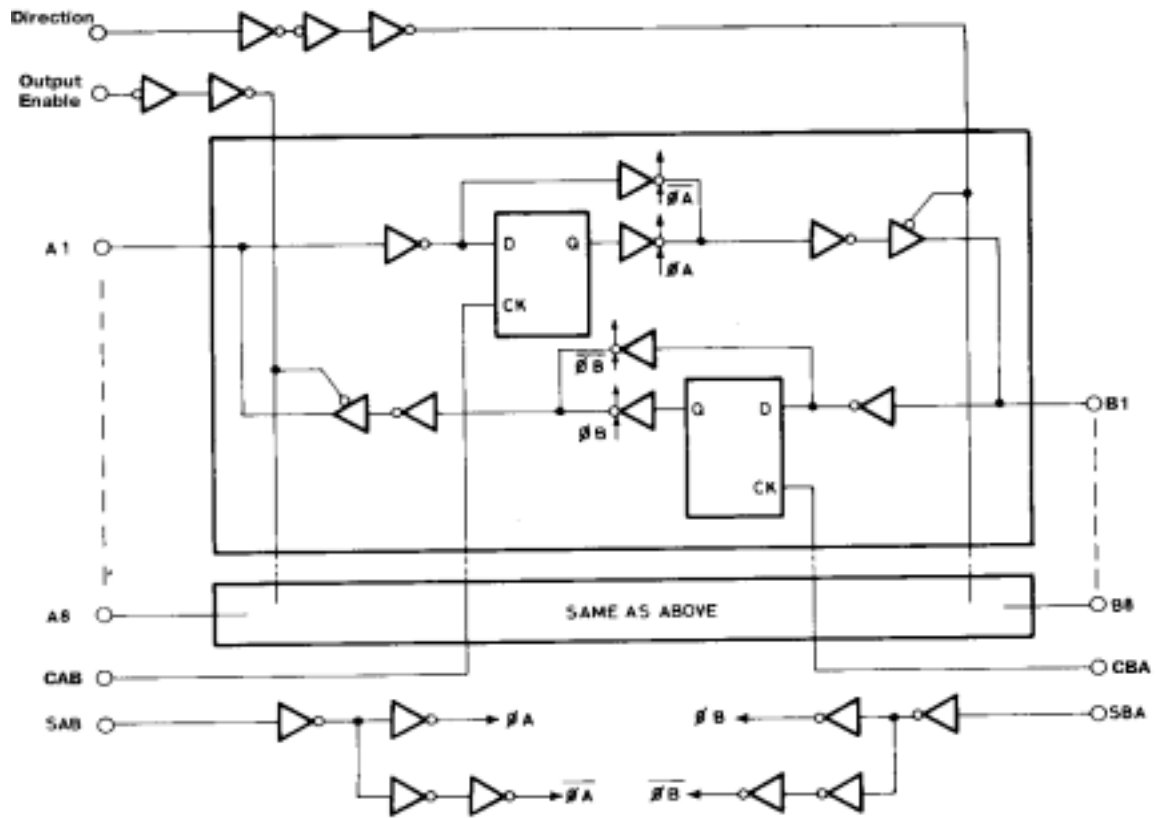 Direction
Output
Enable
ØA
A1
D
Q
ØA
CK
ØB
ØB
Q
D
B1
CK
A8
SAME AS ABOVE
B8
CAB
CBA
SAB
ØA
ØB
SBA
ØA
ØB